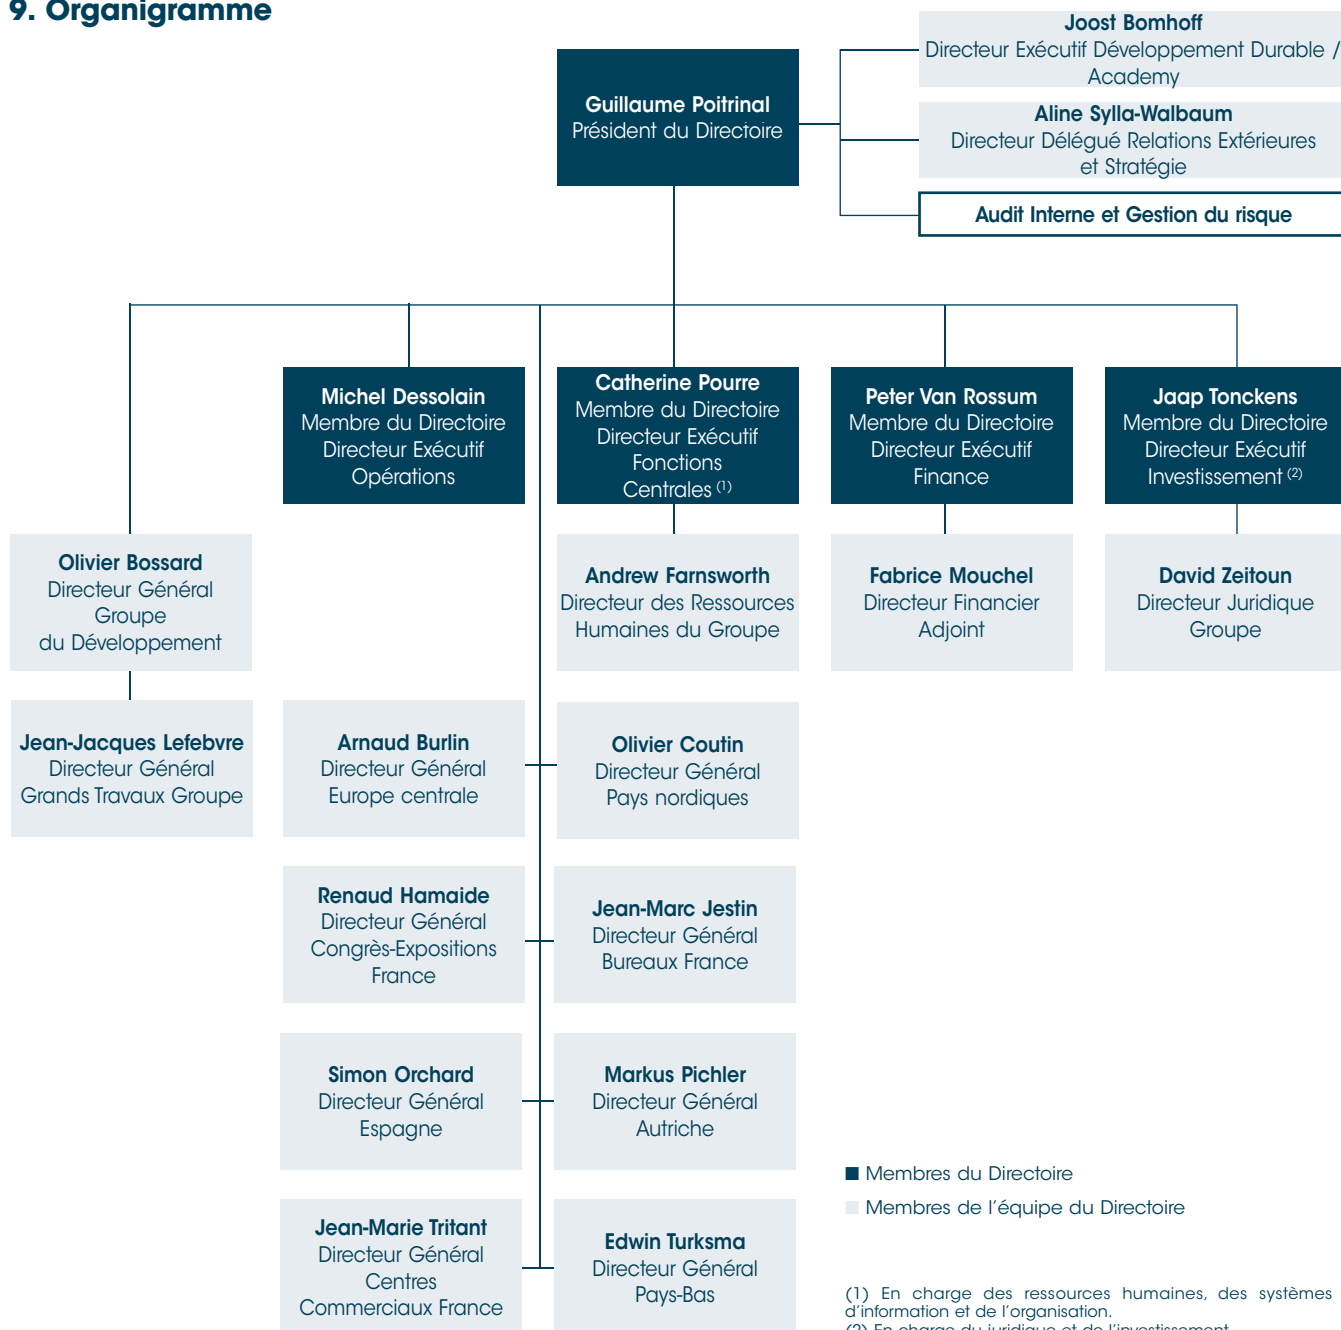 9. Organigramme
Joost Bomhoff
Directeur Exécutif Développement Durable /
Academy
Guillaume Poitrinal
Président du Directoire
Aline Sylla-Walbaum
Directeur Délégué Relations Extérieures
et Stratégie
Audit Interne et Gestion du risque
Michel Dessolain
Membre du Directoire
Directeur Exécutif
Opérations
Catherine Pourre
Membre du Directoire
Directeur Exécutif
Fonctions
Centrales (1)
Peter Van Rossum
Membre du Directoire
Directeur Exécutif
Finance
Jaap Tonckens
Membre du Directoire
Directeur Exécutif
Investissement (2)
Olivier Bossard
Directeur Général
Groupe
du Développement
Andrew Farnsworth
Directeur des Ressources
Humaines du Groupe
Fabrice Mouchel
Directeur Financier
Adjoint
David Zeitoun
Directeur Juridique
Groupe
Jean-Jacques Lefebvre
Directeur Général
Grands Travaux Groupe
Arnaud Burlin
Directeur Général
Europe centrale
Olivier Coutin
Directeur Général
Pays nordiques
Renaud Hamaide
Directeur Général
Congrès-Expositions
France
Jean-Marc Jestin
Directeur Général
Bureaux France
Simon Orchard
Directeur Général
Espagne
Markus Pichler
Directeur Général
Autriche
Jean-Marie Tritant
Directeur Général
Centres
Commerciaux France
Edwin Turksma
Directeur Général
Pays-Bas
Membres du Directoire
Membres de l'équipe du Directoire
(1) En charge des ressources humaines, des systèmes
d'information et de l'organisation.
(2) En charge du juridique et de l'investissement